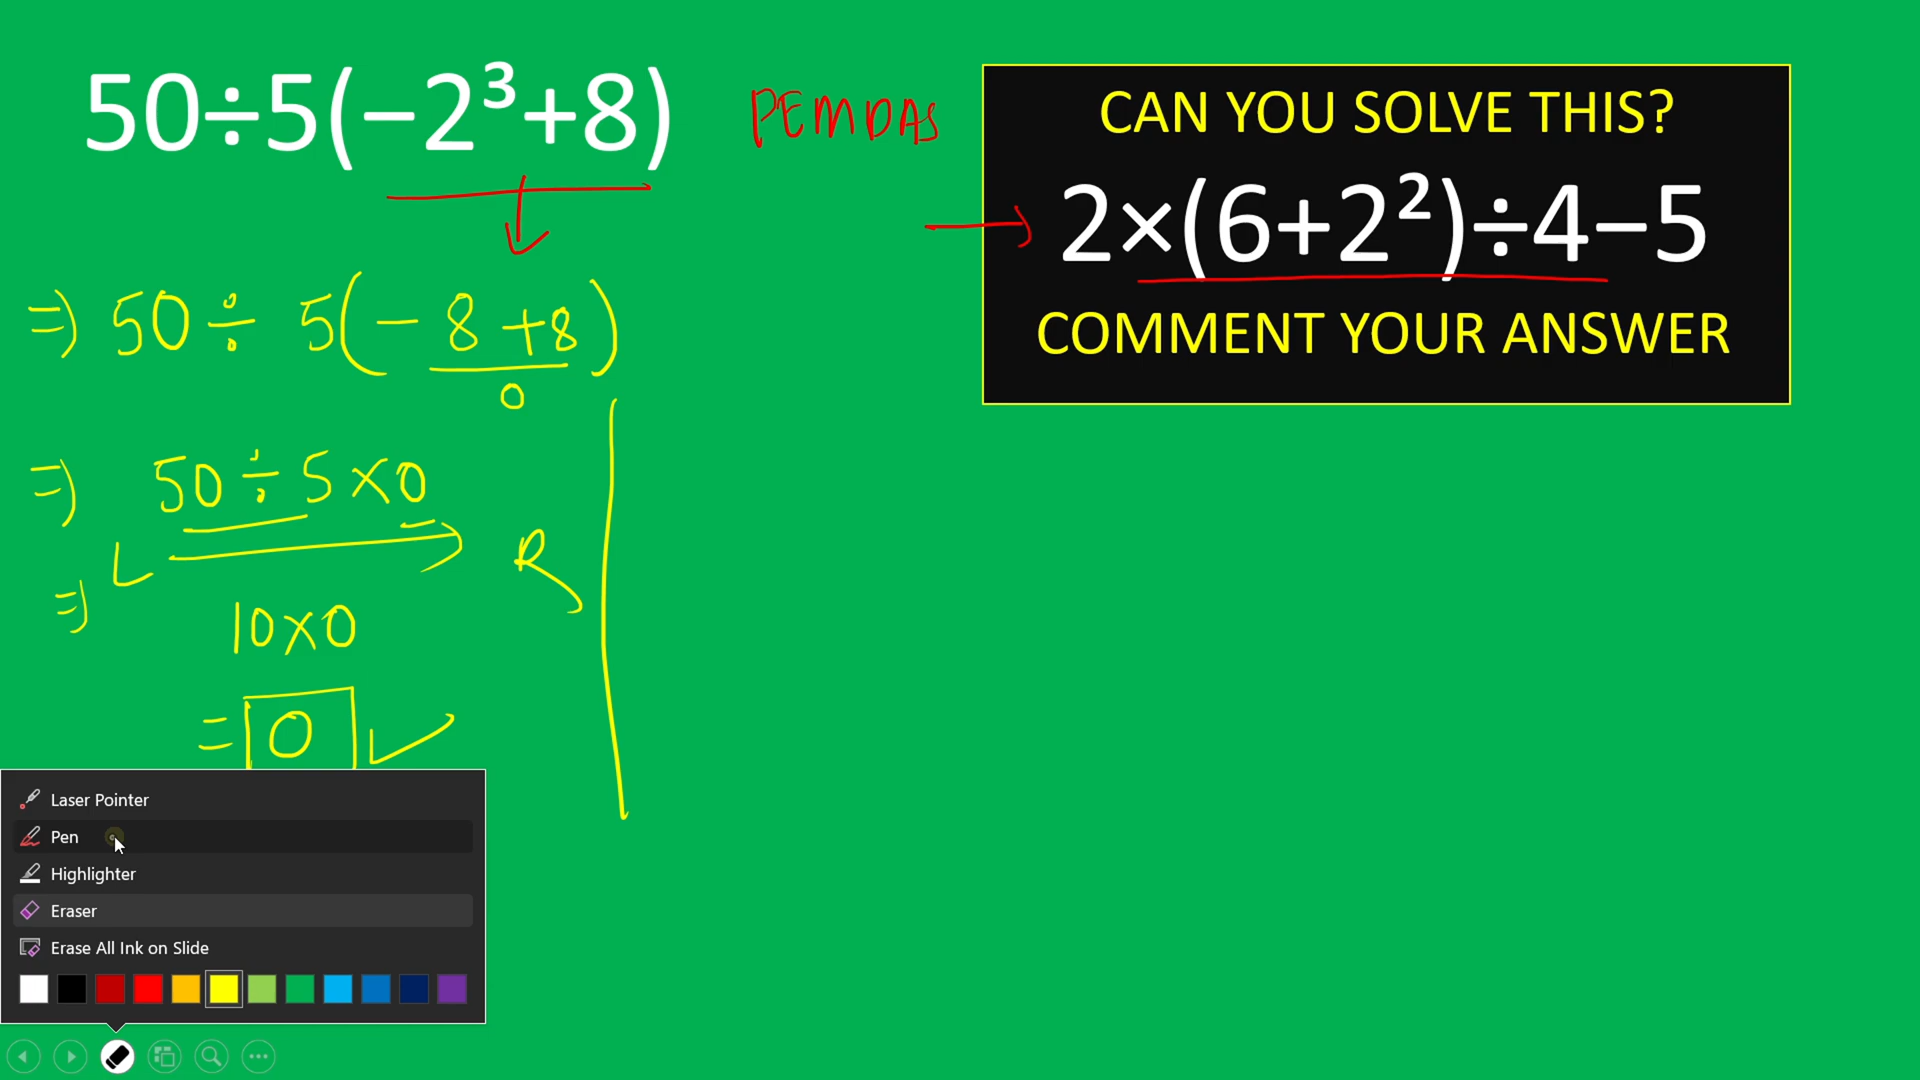 50÷5(−2³+8)
PEMDAS
=) 50 ÷ 5(− 8 +8)
0
=) 50 ÷ 5×0
L R
=)
10×0
= 0
CAN YOU SOLVE THIS?
2×(6+2²)÷4−5
COMMENT YOUR ANSWER
Laser Pointer
Pen
Highlighter
Eraser
Erase All Ink on Slide